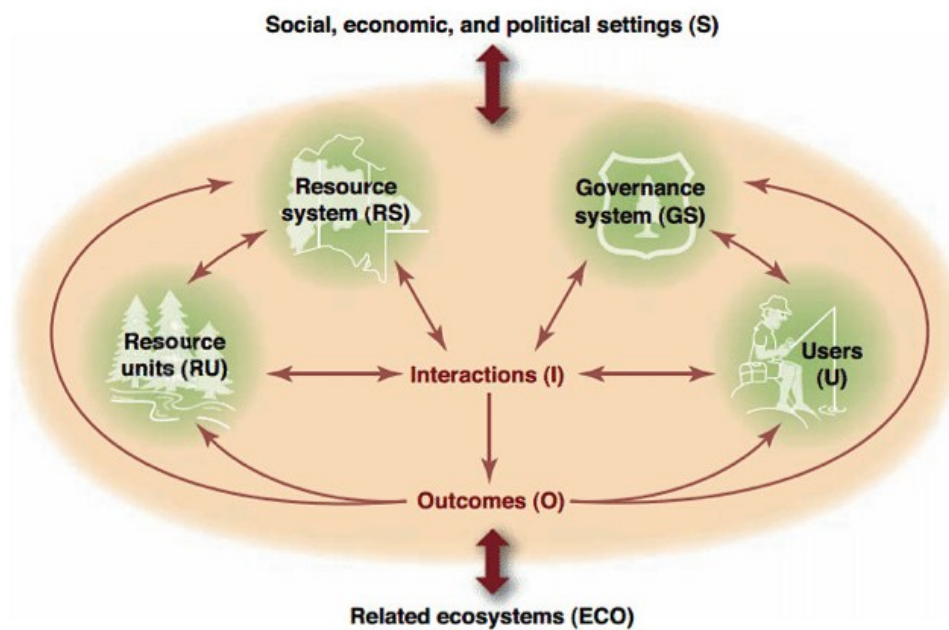 Social, economic, and political settings (S)
Resource
system (RS)
Governance
system (GS)
Resource
units (RU)
Interactions (I)
Users
(U)
Outcomes (O)
Related ecosystems (ECO)